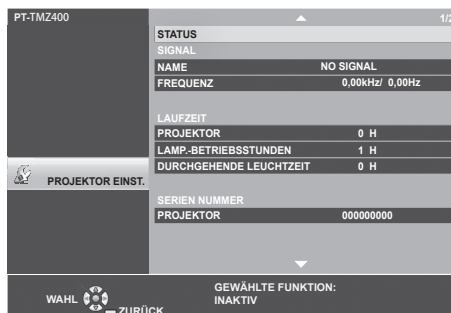 PT-TMZ400
1/2
STATUS
SIGNAL
NAME NO SIGNAL
FREQUENZ 0,00kHz/ 0,00Hz
LAUFZEIT
PROJEKTOR 0 H
LAMP.-BETRIEBSSTUNDEN 1 H
DURCHGEHENDE LEUCHTZEIT 0 H
PROJEKTOR EINST.
SERIEN NUMMER
PROJEKTOR 000000000
WAHL
ZURÜCK
GEWÄHLTE FUNKTION:
INAKTIV